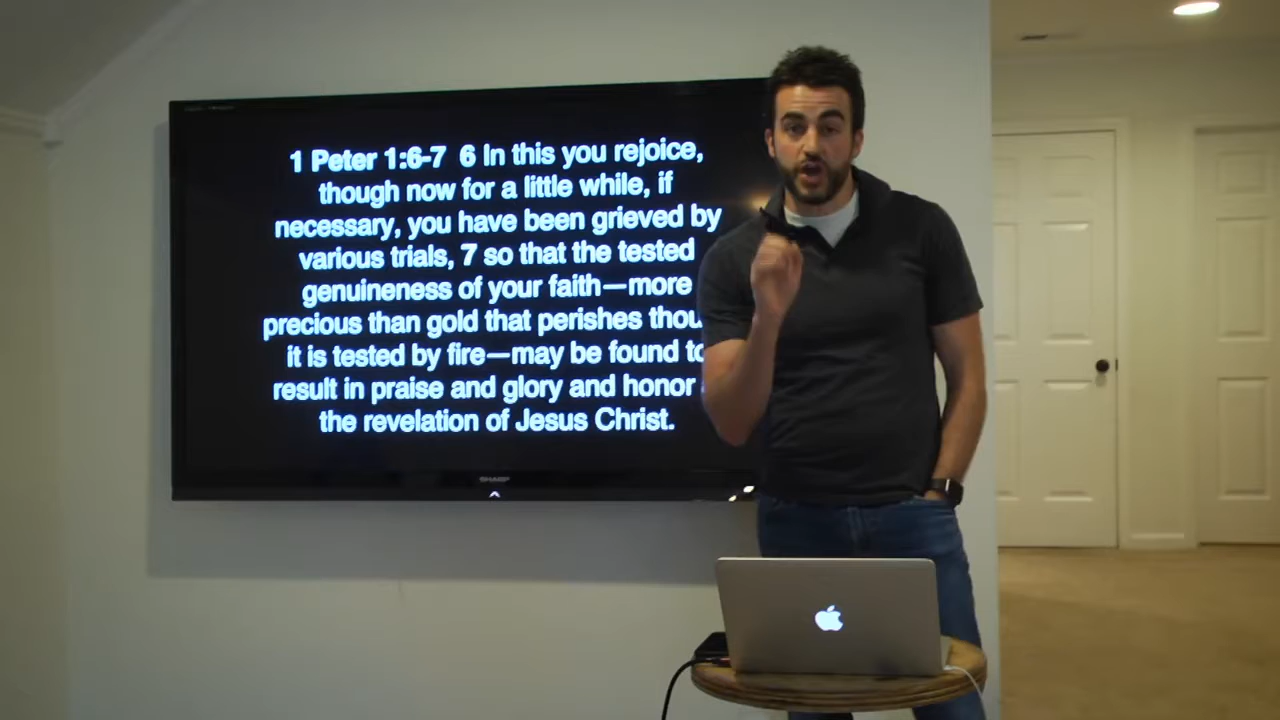 1 Peter 1:6-7 6 In this you rejoice,
though now for a little while, if
necessary, you have been grieved by
various trials, 7 so that the tested
genuineness of your faith—more
precious than gold that perishes thou
it is tested by fire—may be found to
result in praise and glory and honor
the revelation of Jesus Christ.
SHARP